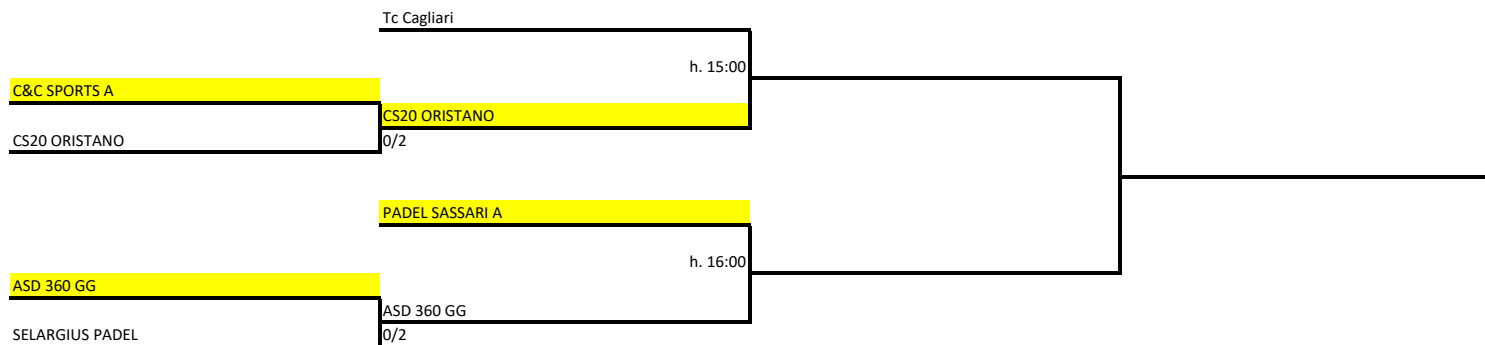 Tc Cagliari
h. 15:00
C&C SPORTS A
CS20 ORISTANO
CS20 ORISTANO
0/2
PADEL SASSARI A
h. 16:00
ASD 360 GG
ASD 360 GG
SELARGIUS PADEL
0/2